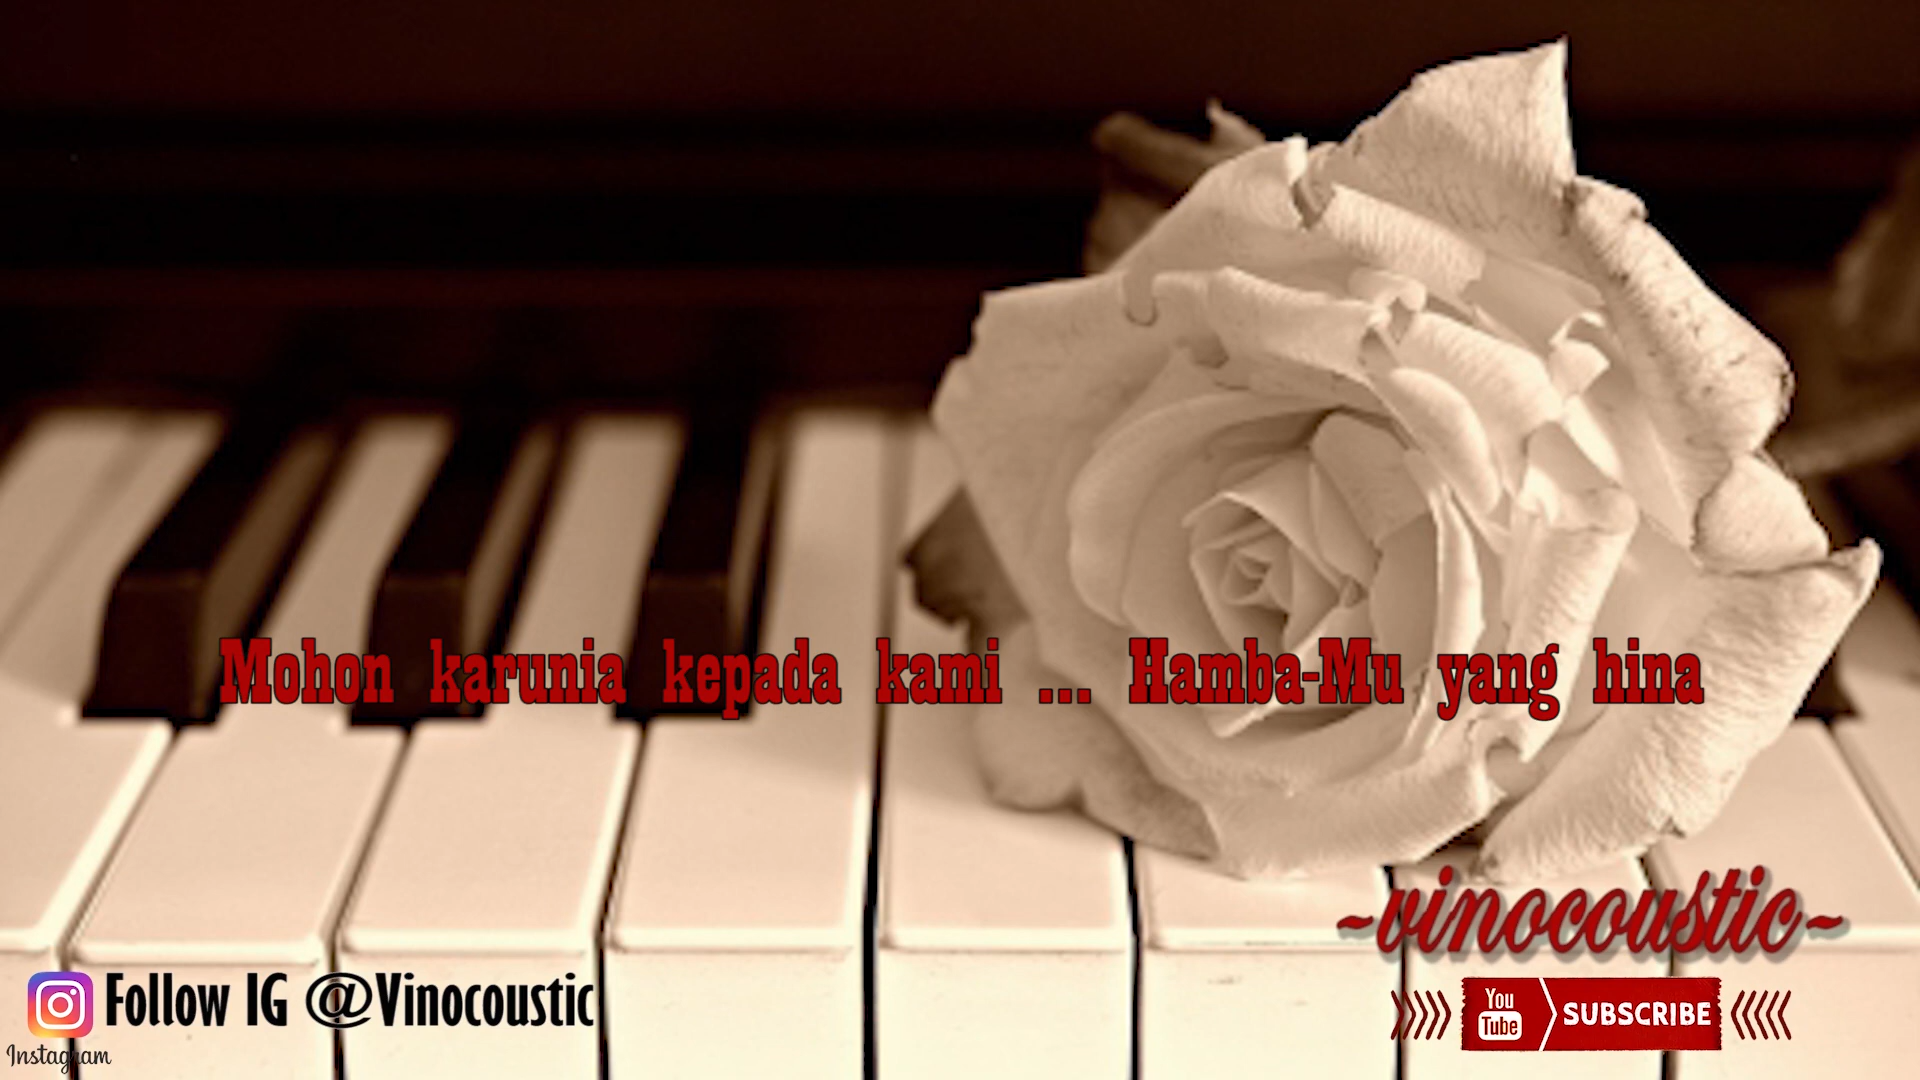 Mohon karunia kepada kami ... Hamba-Mu yang hina
~vinocoustic~
Follow IG @Vinocoustic
Instagram
You Tube SUBSCRIBE